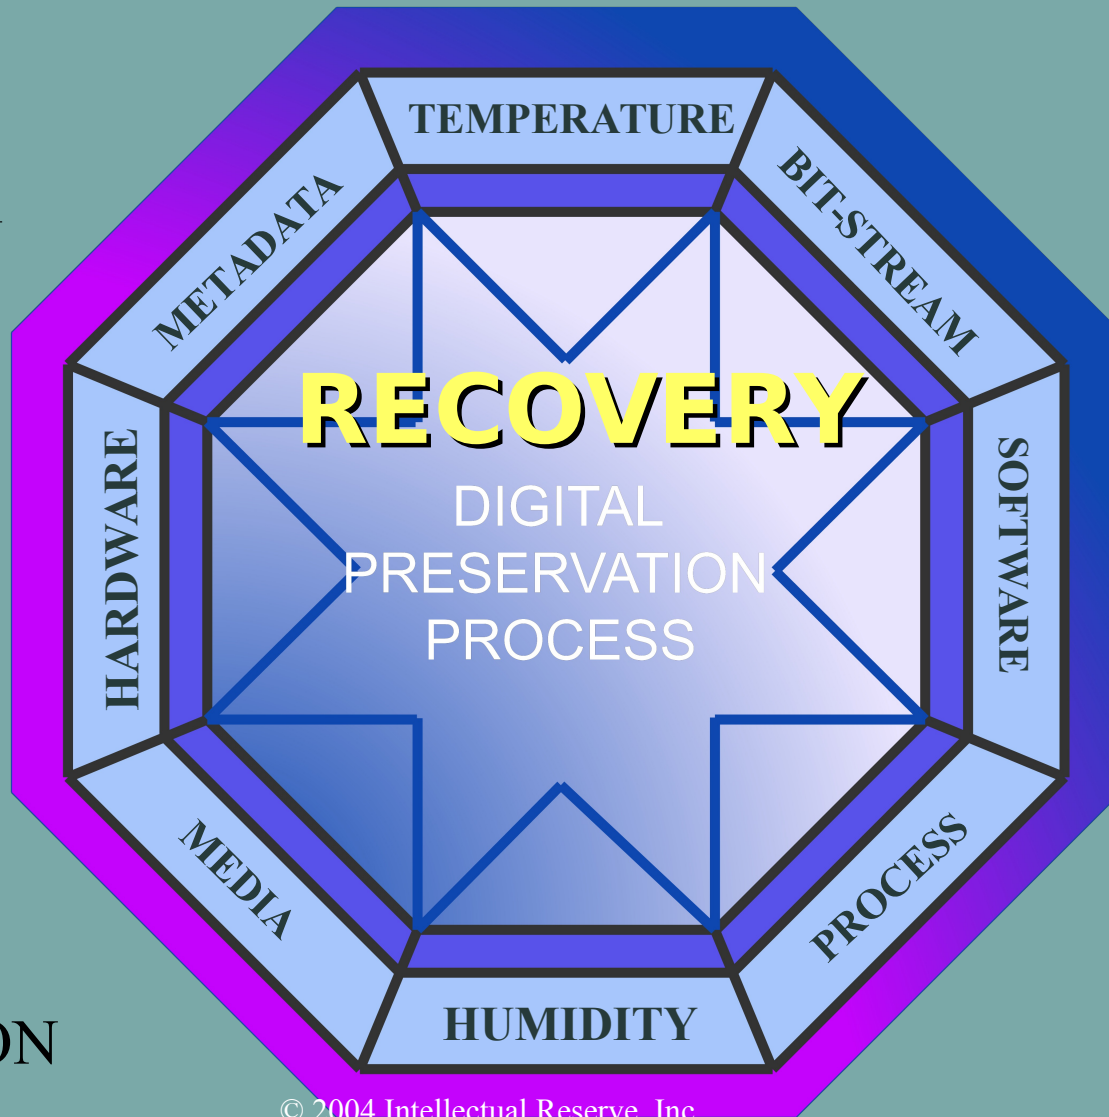 TEMPERATURE
BIT-STREAM
METADATA
RECOVERY
HARDWARE
SOFTWARE
DIGITAL
PRESERVATION
PROCESS
MEDIA
PROCESS
HUMIDITY
ON
© 2004 Intellectual Reserve, Inc